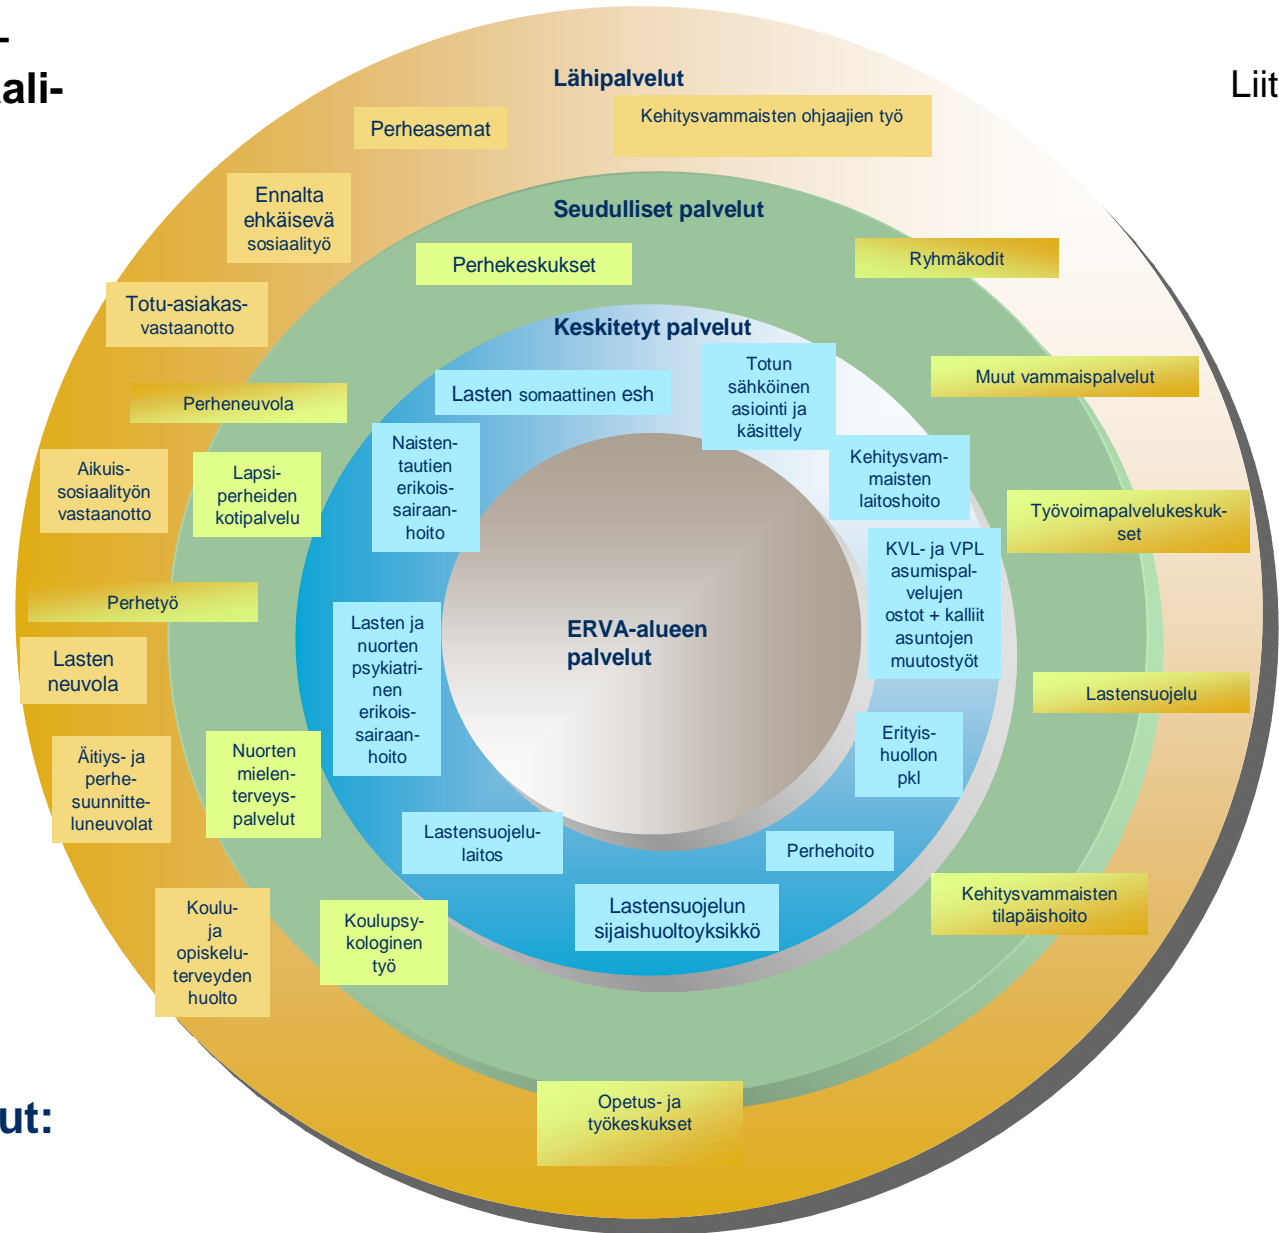 -
ali-
Liit
Lähipalvelut
Perheasemat
Kehitysvammaisten ohjaajien työ
Ennalta
ehkäisevä
sosiaalityö
Seudulliset palvelut
Perhekeskukset
Ryhmäkodit
Totu-asiakas-
vastaanotto
Keskitetyt palvelut
Totun
sähköinen
asiointi ja
käsittely
Muut vammaispalvelut
Lasten somaattinen esh
Perheneuvola
Naisten-
tautien
erikois-
sairaan-
hoito
Kehitysvam-
maisten
laitoshoito
Aikuis-
sosiaalityön
vastaanotto
Lapsi-
perheiden
kotipalvelu
Työvoimapalvelukeskuk-
set
KVL- ja VPL
asumispal-
velujen
ostot + kalliit
asuntojen
muutostyöt
Perhetyö
Lasten ja
nuorten
psykiatri-
nen
erikois-
sairaan-
hoito
ERVA-alueen
palvelut
Lasten
neuvola
Lastensuojelu
Äitiys- ja
perhe-
suunnitte-
luneuvolat
Nuorten
mielen-
terveys-
palvelut
Erityis-
huollon
pkl
Lastensuojelu-
laitos
Perhehoito
Koulu-
ja
opiskelu-
terveyden
huolto
Koulupsy-
kologinen
työ
Lastensuojelun
sijaishuoltoyksikkö
Kehitysvammaisten
tilapäishoito
Opetus- ja
työkeskukset
ut: